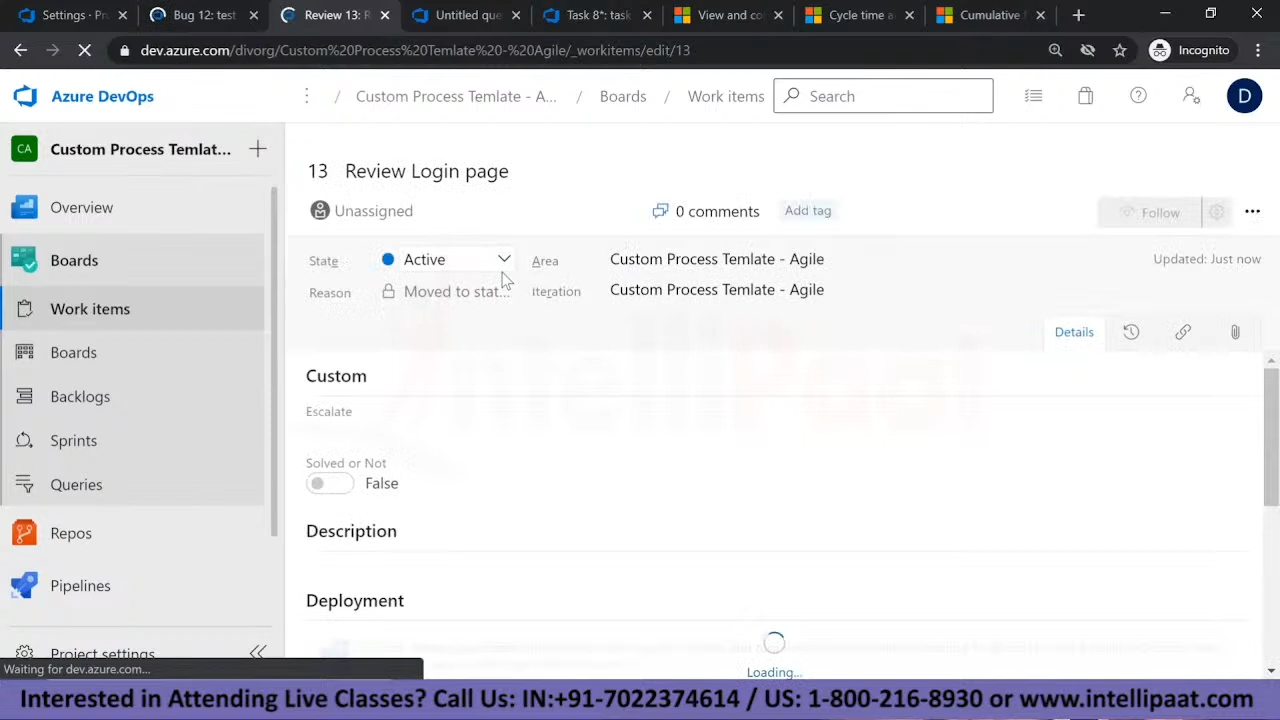 Settings · Pro
Bug 12: test
Review 13: R
Untitled que
Task 8*: task
View and co
Cycle time a
Cumulative f
dev.azure.com/divorg/Custom%20Process%20Temlate%20-%20Agile/_workitems/edit/13
Incognito
Azure DevOps
/ Custom Process Temlate - A... / Boards / Work items
Search
D
CA
Custom Process Temlat...
Overview
Boards
Work items
Boards
Backlogs
Sprints
Queries
Repos
Pipelines
Project settings
13 Review Login page
Unassigned
0 comments
Add tag
Follow
State
Active
Area
Custom Process Temlate - Agile
Updated: Just now
Reason
Moved to stat...
Iteration
Custom Process Temlate - Agile
Details
Custom
Escalate
Solved or Not
False
Description
Deployment
Loading...
Waiting for dev.azure.com...
IntelliPaat
Interested in Attending Live Classes? Call Us: IN:+91-7022374614 / US: 1-800-216-8930 or www.intellipaat.com